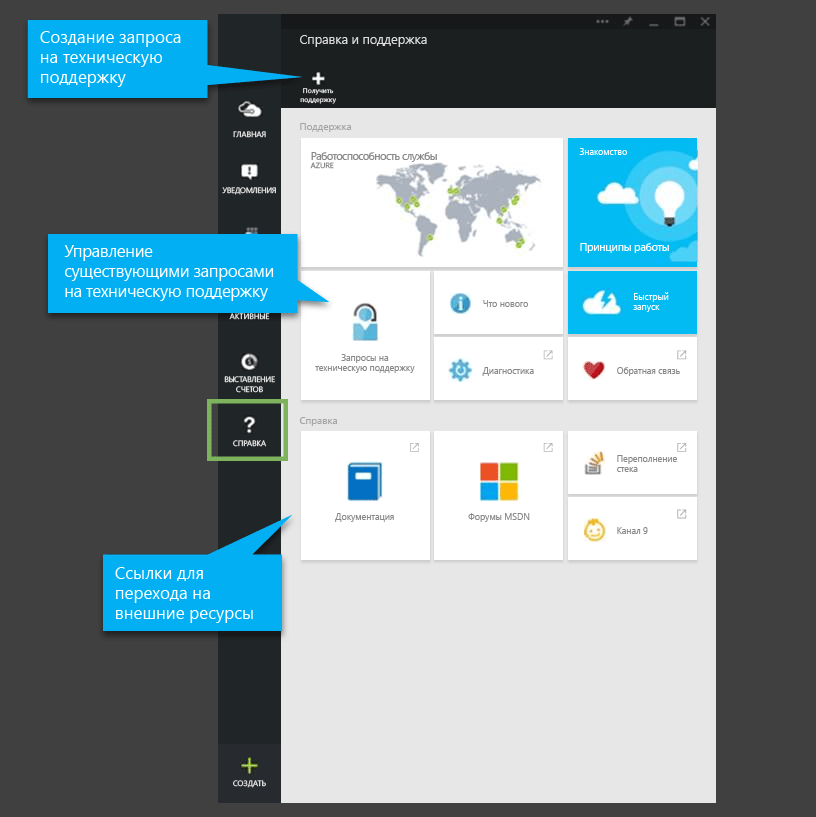 Создание запроса
на техническую
поддержку
Справка и поддержка
Получить
поддержку
ГЛАВНАЯ
УВЕДОМЛЕНИЯ
Управление
существующими запросами
на техническую поддержку
АКТИВНЫЕ
ВЫСТАВЛЕНИЕ
СЧЕТОВ
СПРАВКА
Ссылки для
перехода на
внешние ресурсы
СОЗДАТЬ
Поддержка
Работоспособность службы
AZURE
Знакомство
Принципы работы
Запросы на
техническую поддержку
Что нового
Быстрый
запуск
Диагностика
Обратная связь
Справка
Документация
Форумы MSDN
Переполнение
стека
Канал 9